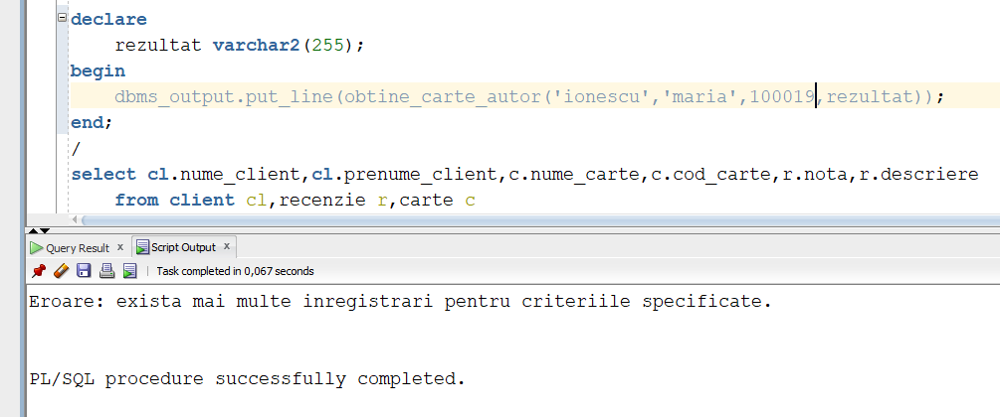 declare
rezultat varchar2(255);
begin
dbms_output.put_line(obtine_carte_autor('ionescu','maria',100019,rezultat));
end;
/
select cl.nume_client,cl.prenume_client,c.nume_carte,c.cod_carte,r.nota,r.descriere
from client cl,recenzie r,carte c
Query Result x Script Output x
Task completed in 0,067 seconds
Eroare: exista mai multe inregistrari pentru criteriile specificate.
PL/SQL procedure successfully completed.